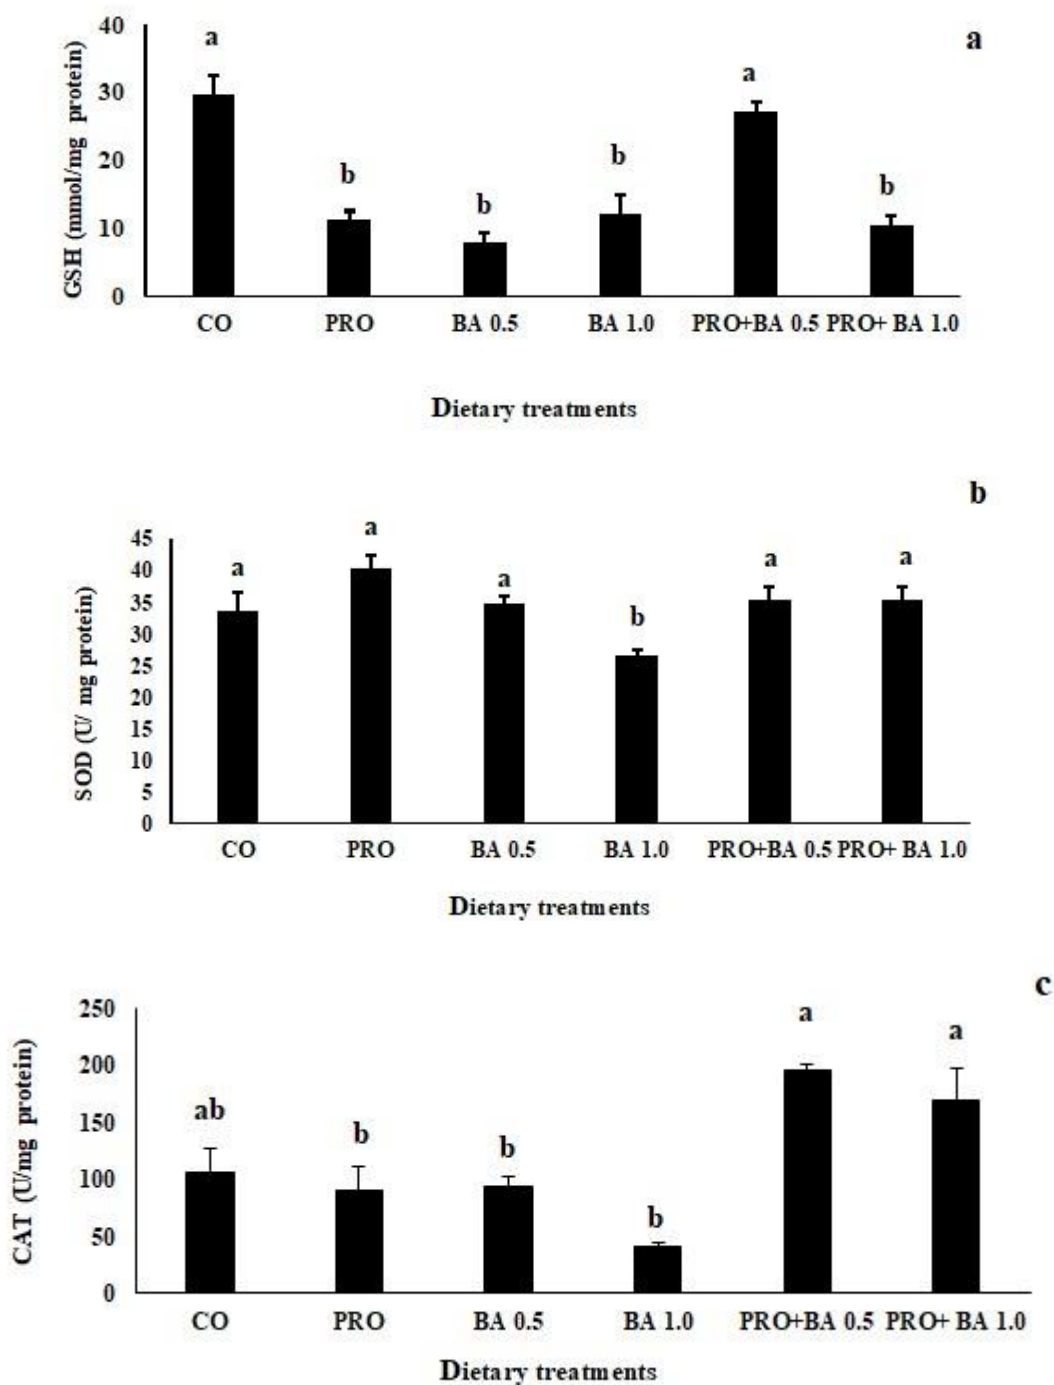 a
GSH (mmol/mg protein)
40
30
20
10
0
a
b
b
b
a
b
CO PRO BA 0.5 BA 1.0 PRO+BA 0.5 PRO+ BA 1.0
Dietary treatments
b
SOD (U/ mg protein)
45
40
35
30
25
20
15
10
5
0
a
a
a
b
a
a
CO PRO BA 0.5 BA 1.0 PRO+BA 0.5 PRO+ BA 1.0
Dietary treatments
c
CAT (U/mg protein)
250
200
150
100
50
0
ab
b
b
b
a
a
CO PRO BA 0.5 BA 1.0 PRO+BA 0.5 PRO+ BA 1.0
Dietary treatments